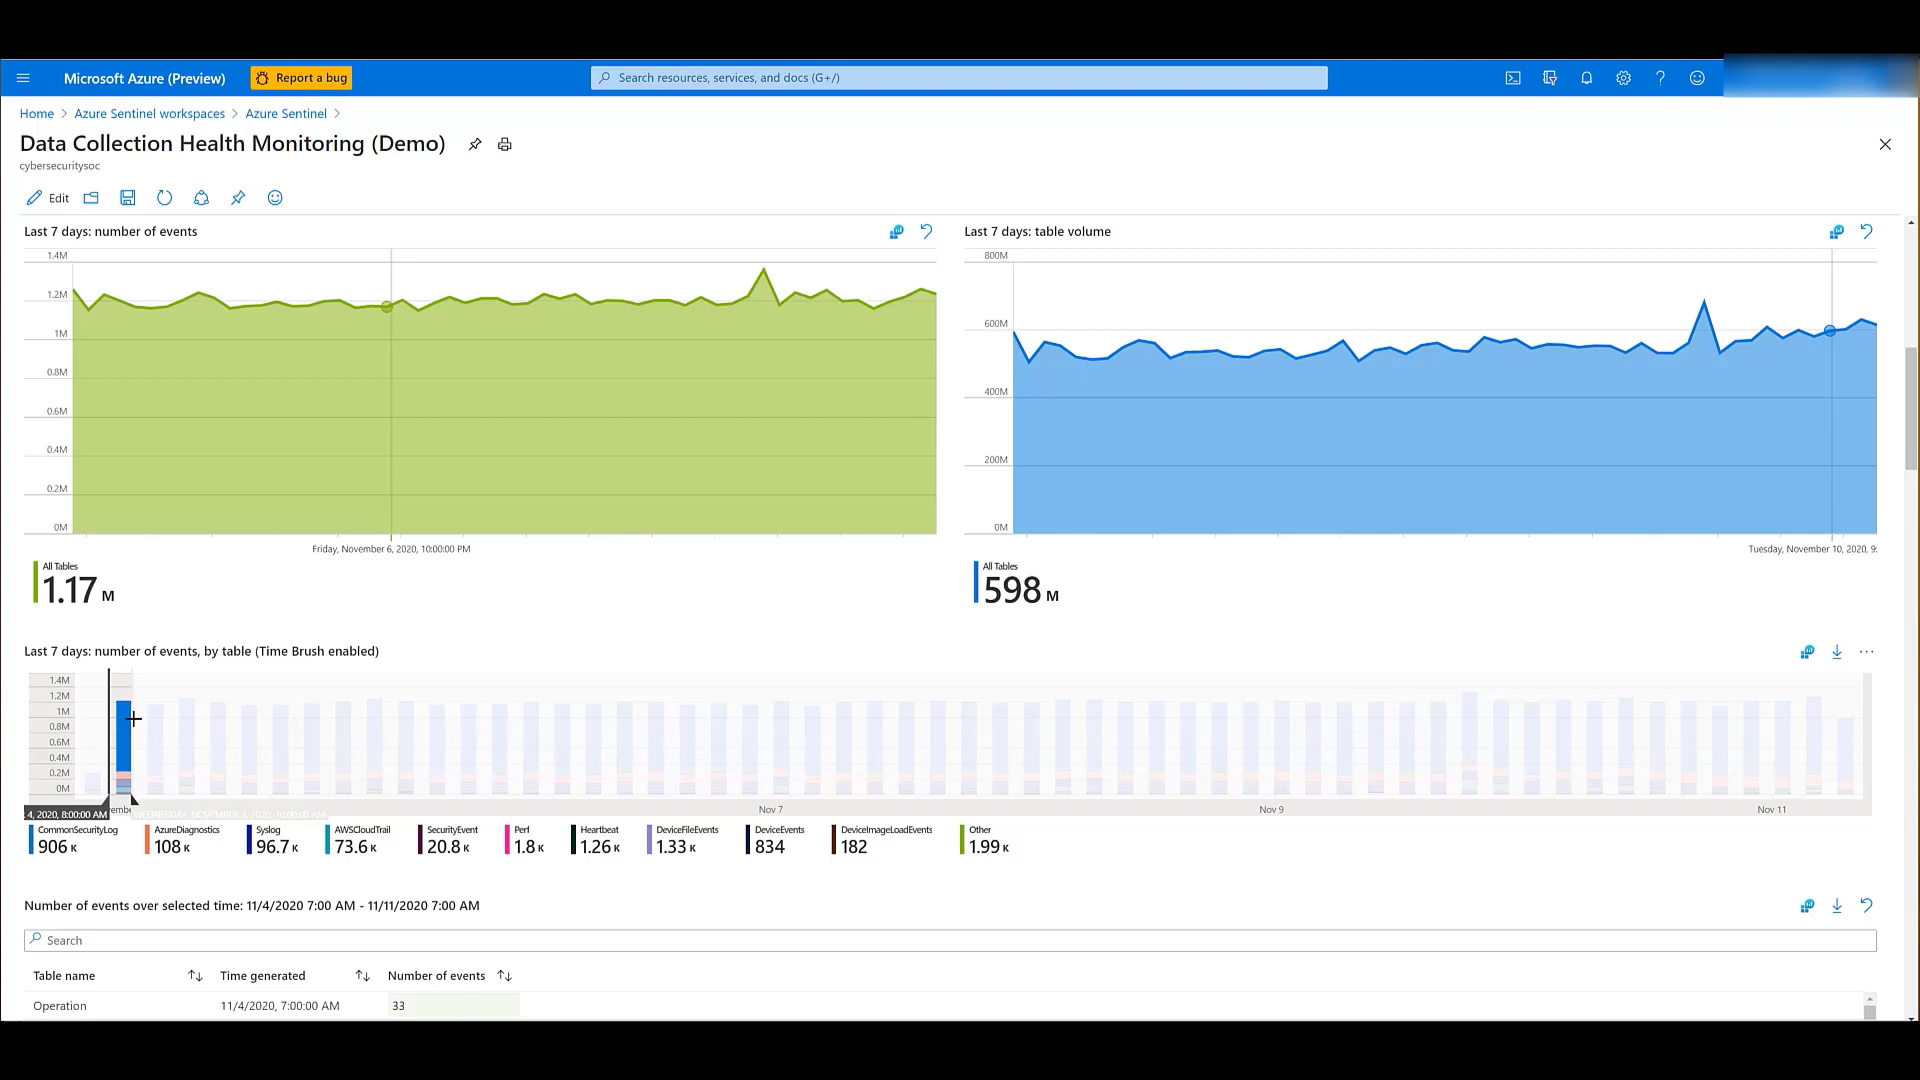 Microsoft Azure (Preview)
Report a bug
Search resources, services, and docs (G+/)
Home > Azure Sentinel workspaces > Azure Sentinel >
Data Collection Health Monitoring (Demo)
cybersecuritysoc
Edit
Last 7 days: number of events
1.4M
1.2M
1M
0.8M
0.6M
0.4M
0.2M
0M
Friday, November 6, 2020, 10:00:00 PM
All Tables
1.17 M
Last 7 days: table volume
800M
600M
400M
200M
0M
Tuesday, November 10, 2020, 9:
All Tables
598 M
Last 7 days: number of events, by table (Time Brush enabled)
1.4M
1.2M
1M
0.8M
0.6M
0.4M
0.2M
0M
4, 2020, 8:00:00 AM
WEDNESDAY, NOVEMBER 4, 2020, 10:00:00 AM
Nov 7
Nov 9
Nov 11
CommonSecurityLog
906 K
AzureDiagnostics
108 K
Syslog
96.7 K
AWSCloudTrail
73.6 K
SecurityEvent
20.8 K
Perf
1.8 K
Heartbeat
1.26 K
DeviceFileEvents
1.33 K
DeviceEvents
834
DeviceImageLoadEvents
182
Other
1.99 K
Number of events over selected time: 11/4/2020 7:00 AM - 11/11/2020 7:00 AM
Search
Table name Time generated Number of events
Operation 11/4/2020, 7:00:00 AM 33